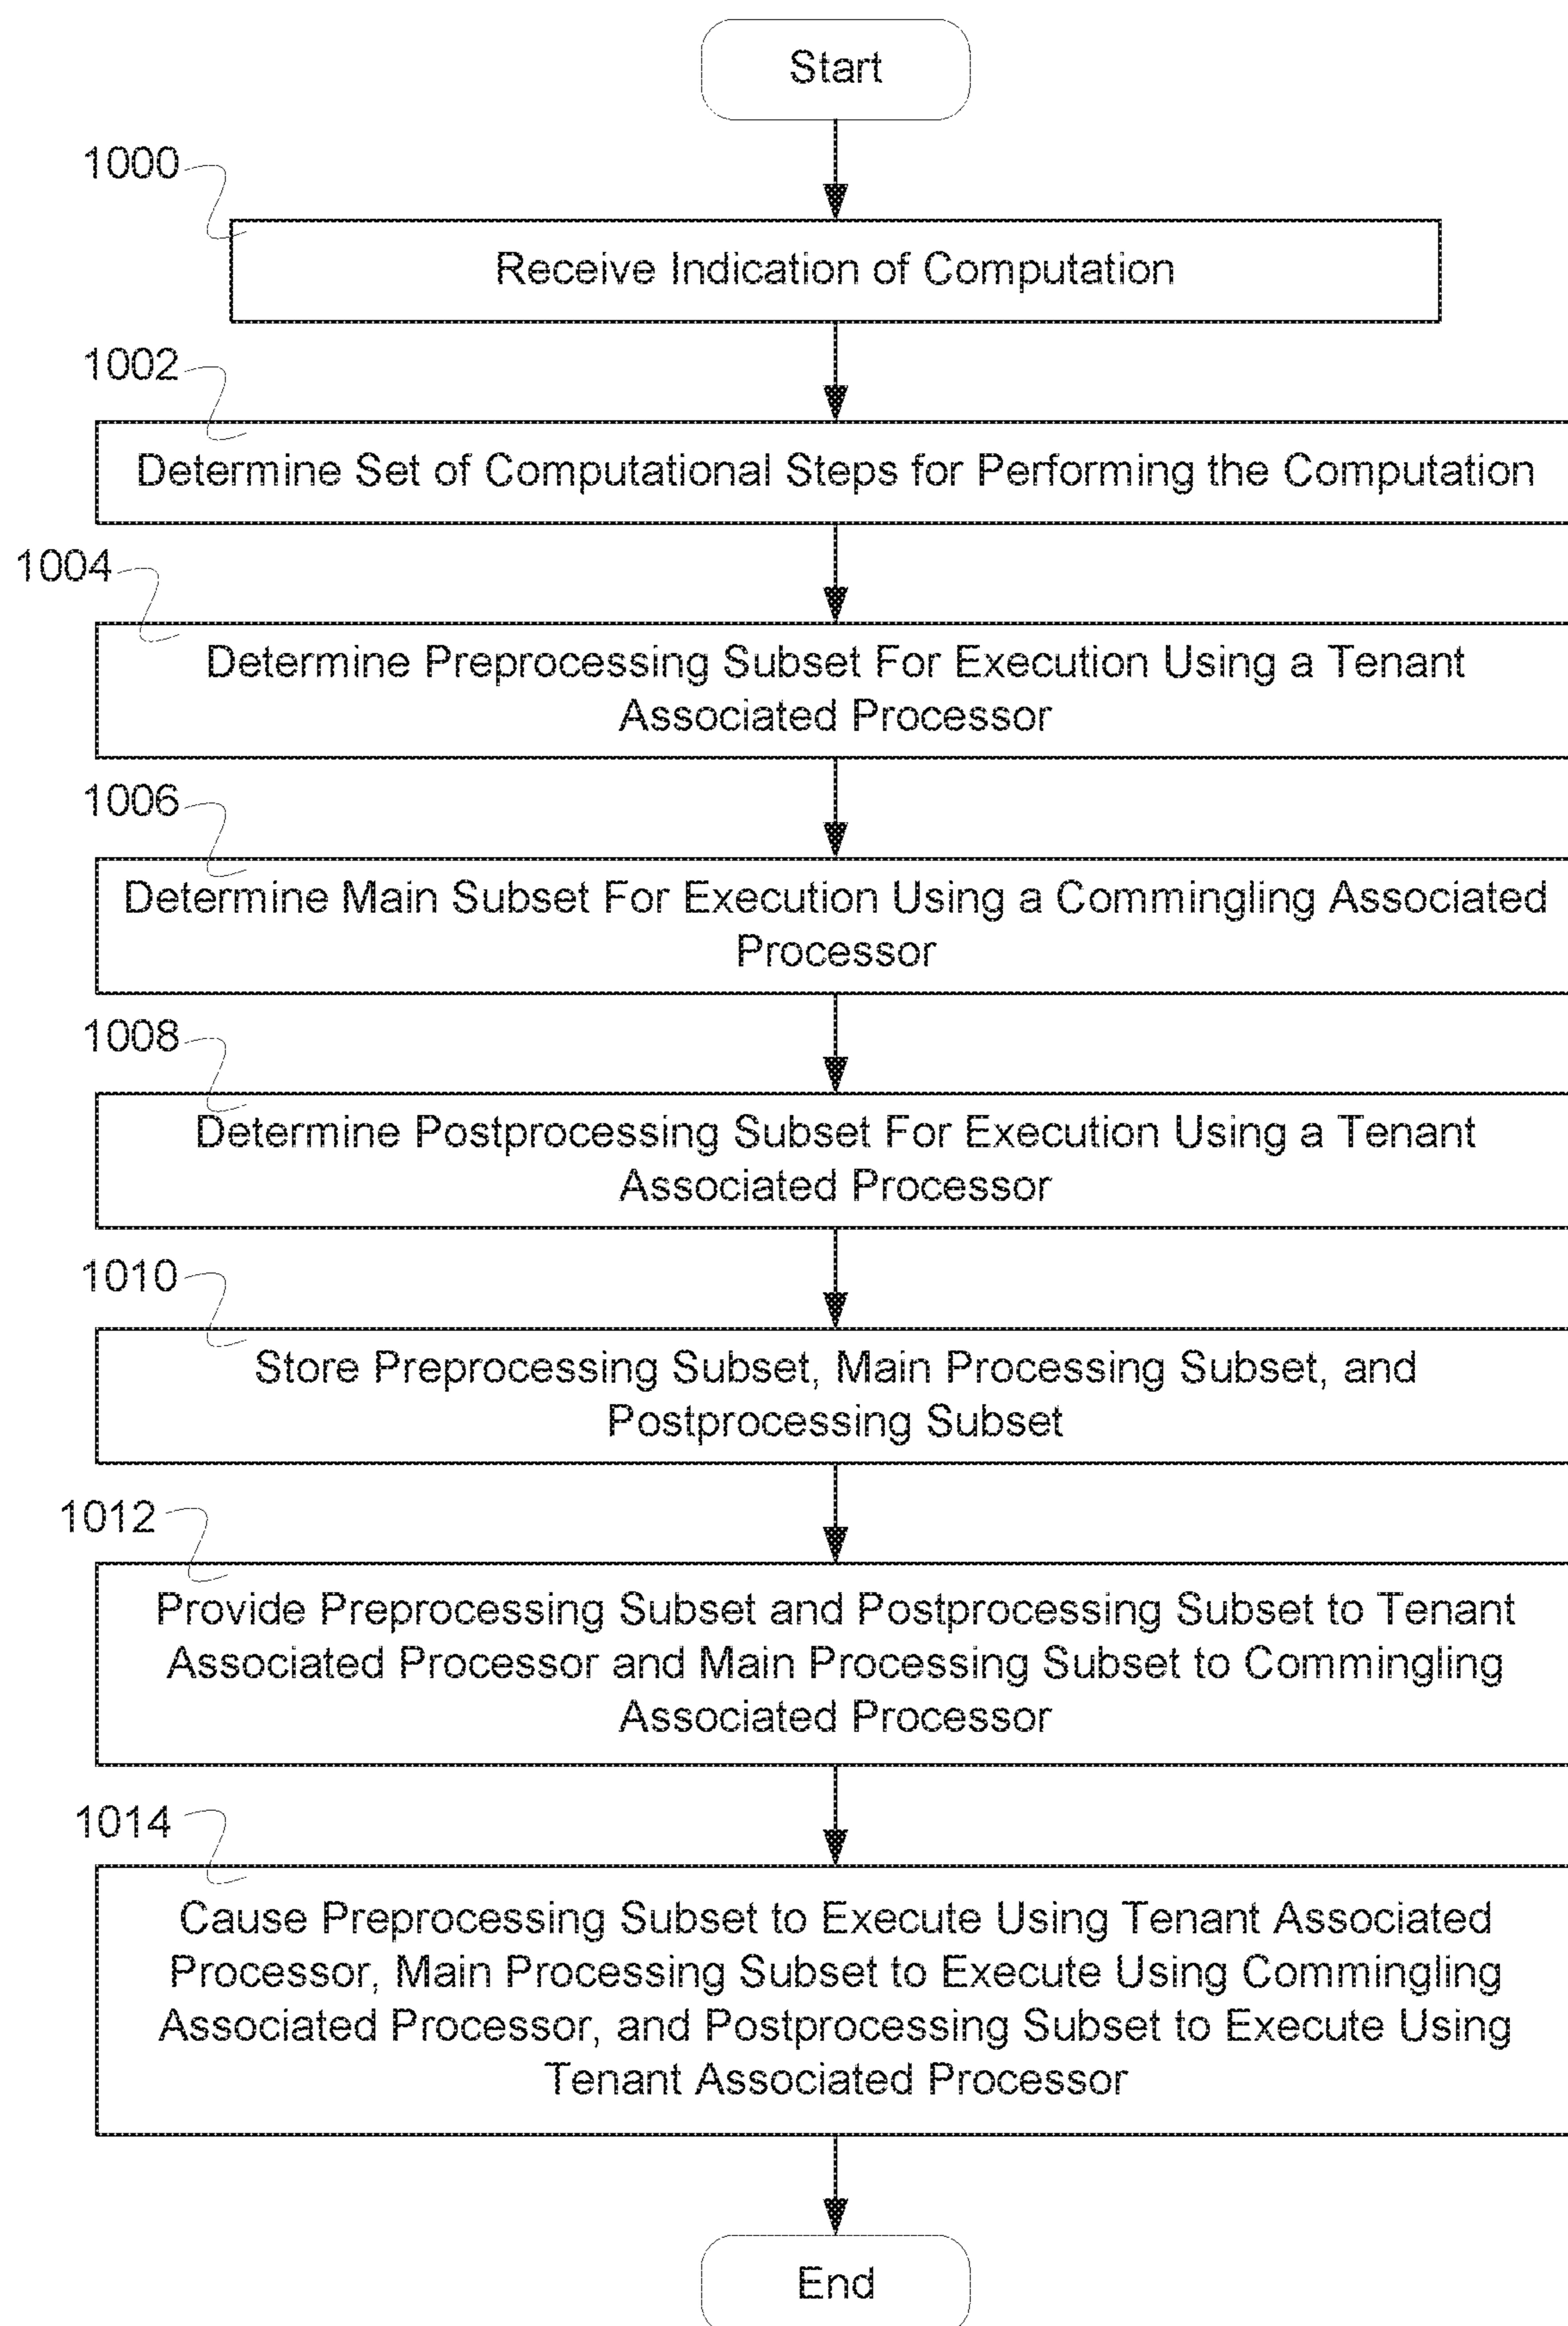 Start
1000
Receive Indication of Computation
1002
Determine Set of Computational Steps for Performing the Computation
1004
Determine Preprocessing Subset For Execution Using a Tenant
Associated Processor
1006
Determine Main Subset For Execution Using a Commingling Associated
Processor
1008
Determine Postprocessing Subset For Execution Using a Tenant
Associated Processor
1010
Store Preprocessing Subset, Main Processing Subset, and
Postprocessing Subset
1012
Provide Preprocessing Subset and Postprocessing Subset to Tenant
Associated Processor and Main Processing Subset to Commingling
Associated Processor
1014
Cause Preprocessing Subset to Execute Using Tenant Associated
Processor, Main Processing Subset to Execute Using Commingling
Associated Processor, and Postprocessing Subset to Execute Using
Tenant Associated Processor
End